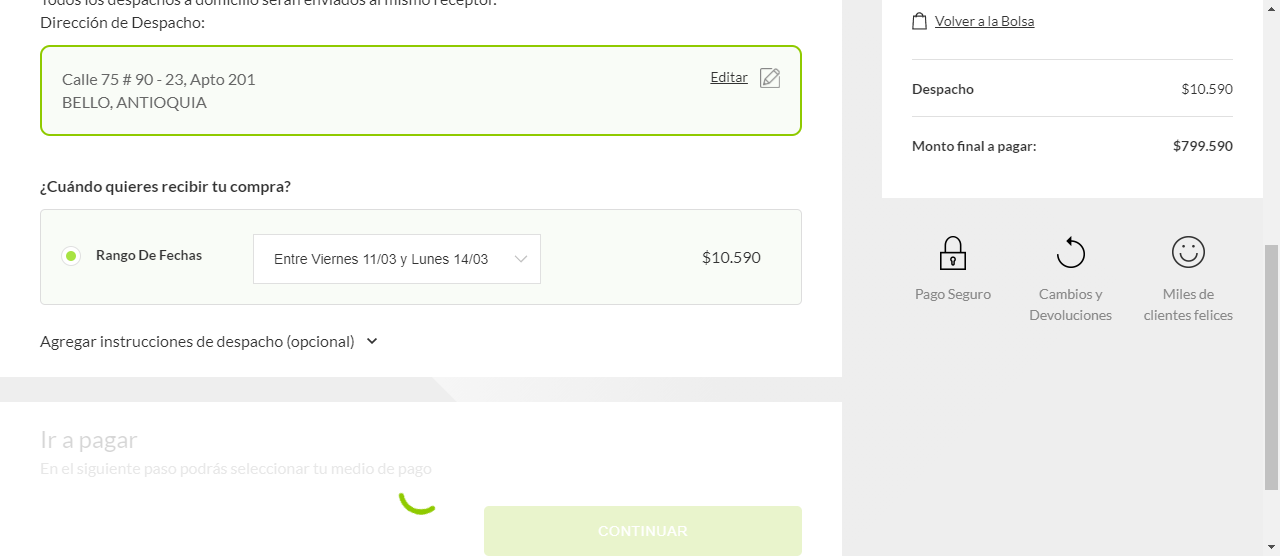 Todos los despachos a domicilio serán enviados al mismo receptor.
Dirección de Despacho:
Calle 75 # 90 - 23, Apto 201
BELLO, ANTIOQUIA
Editar
¿Cuándo quieres recibir tu compra?
Rango De Fechas
Entre Viernes 11/03 y Lunes 14/03
$10.590
Agregar instrucciones de despacho (opcional)
Ir a pagar
En el siguiente paso podrás seleccionar tu medio de pago
CONTINUAR
Volver a la Bolsa
Despacho $10.590
Monto final a pagar: $799.590
Pago Seguro
Cambios y
Devoluciones
Miles de
clientes felices